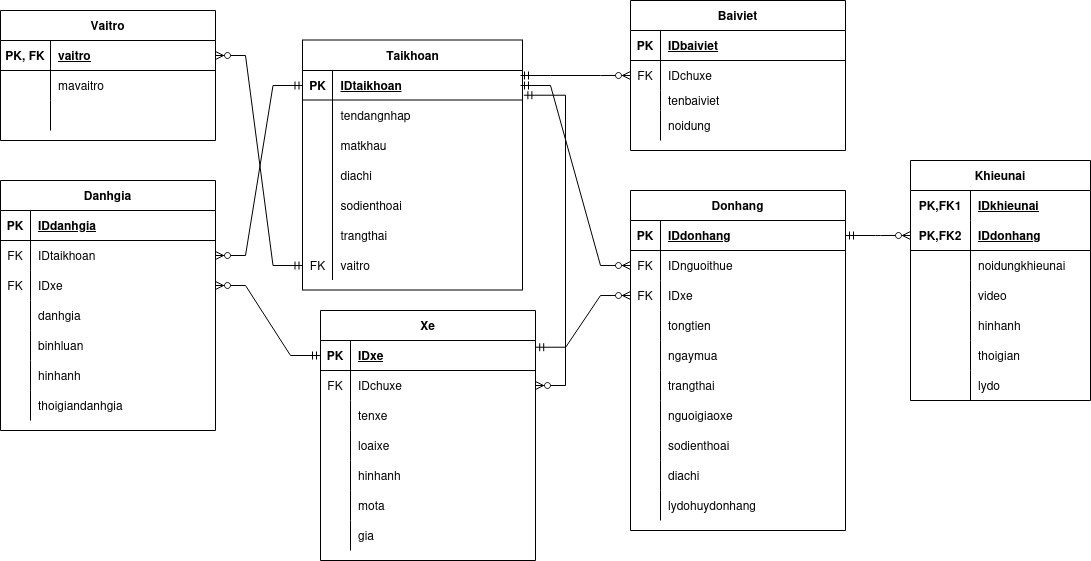 Vaitro
PK, FK vaitro
mavaitro
Danhgia
PK IDdanhgia
FK IDtaikhoan
FK IDxe
danhgia
binhluan
hinhanh
thoigiandanhgia
Taikhoan
PK IDtaikhoan
tendangnhap
matkhau
diachi
sodienthoai
trangthai
FK vaitro
Xe
PK IDxe
FK IDchuxe
tenxe
loaixe
hinhanh
mota
gia
Baiviet
PK IDbaiviet
FK IDchuxe
tenbaiviet
noidung
Donhang
PK IDdonhang
FK IDnguoithue
FK IDxe
tongtien
ngaymua
trangthai
nguoigiaoxe
sodienthoai
diachi
lydohuydonhang
Khieunai
PK,FK1 IDkhieunai
PK,FK2 IDdonhang
noidungkhieunai
video
hinhanh
thoigian
lydo